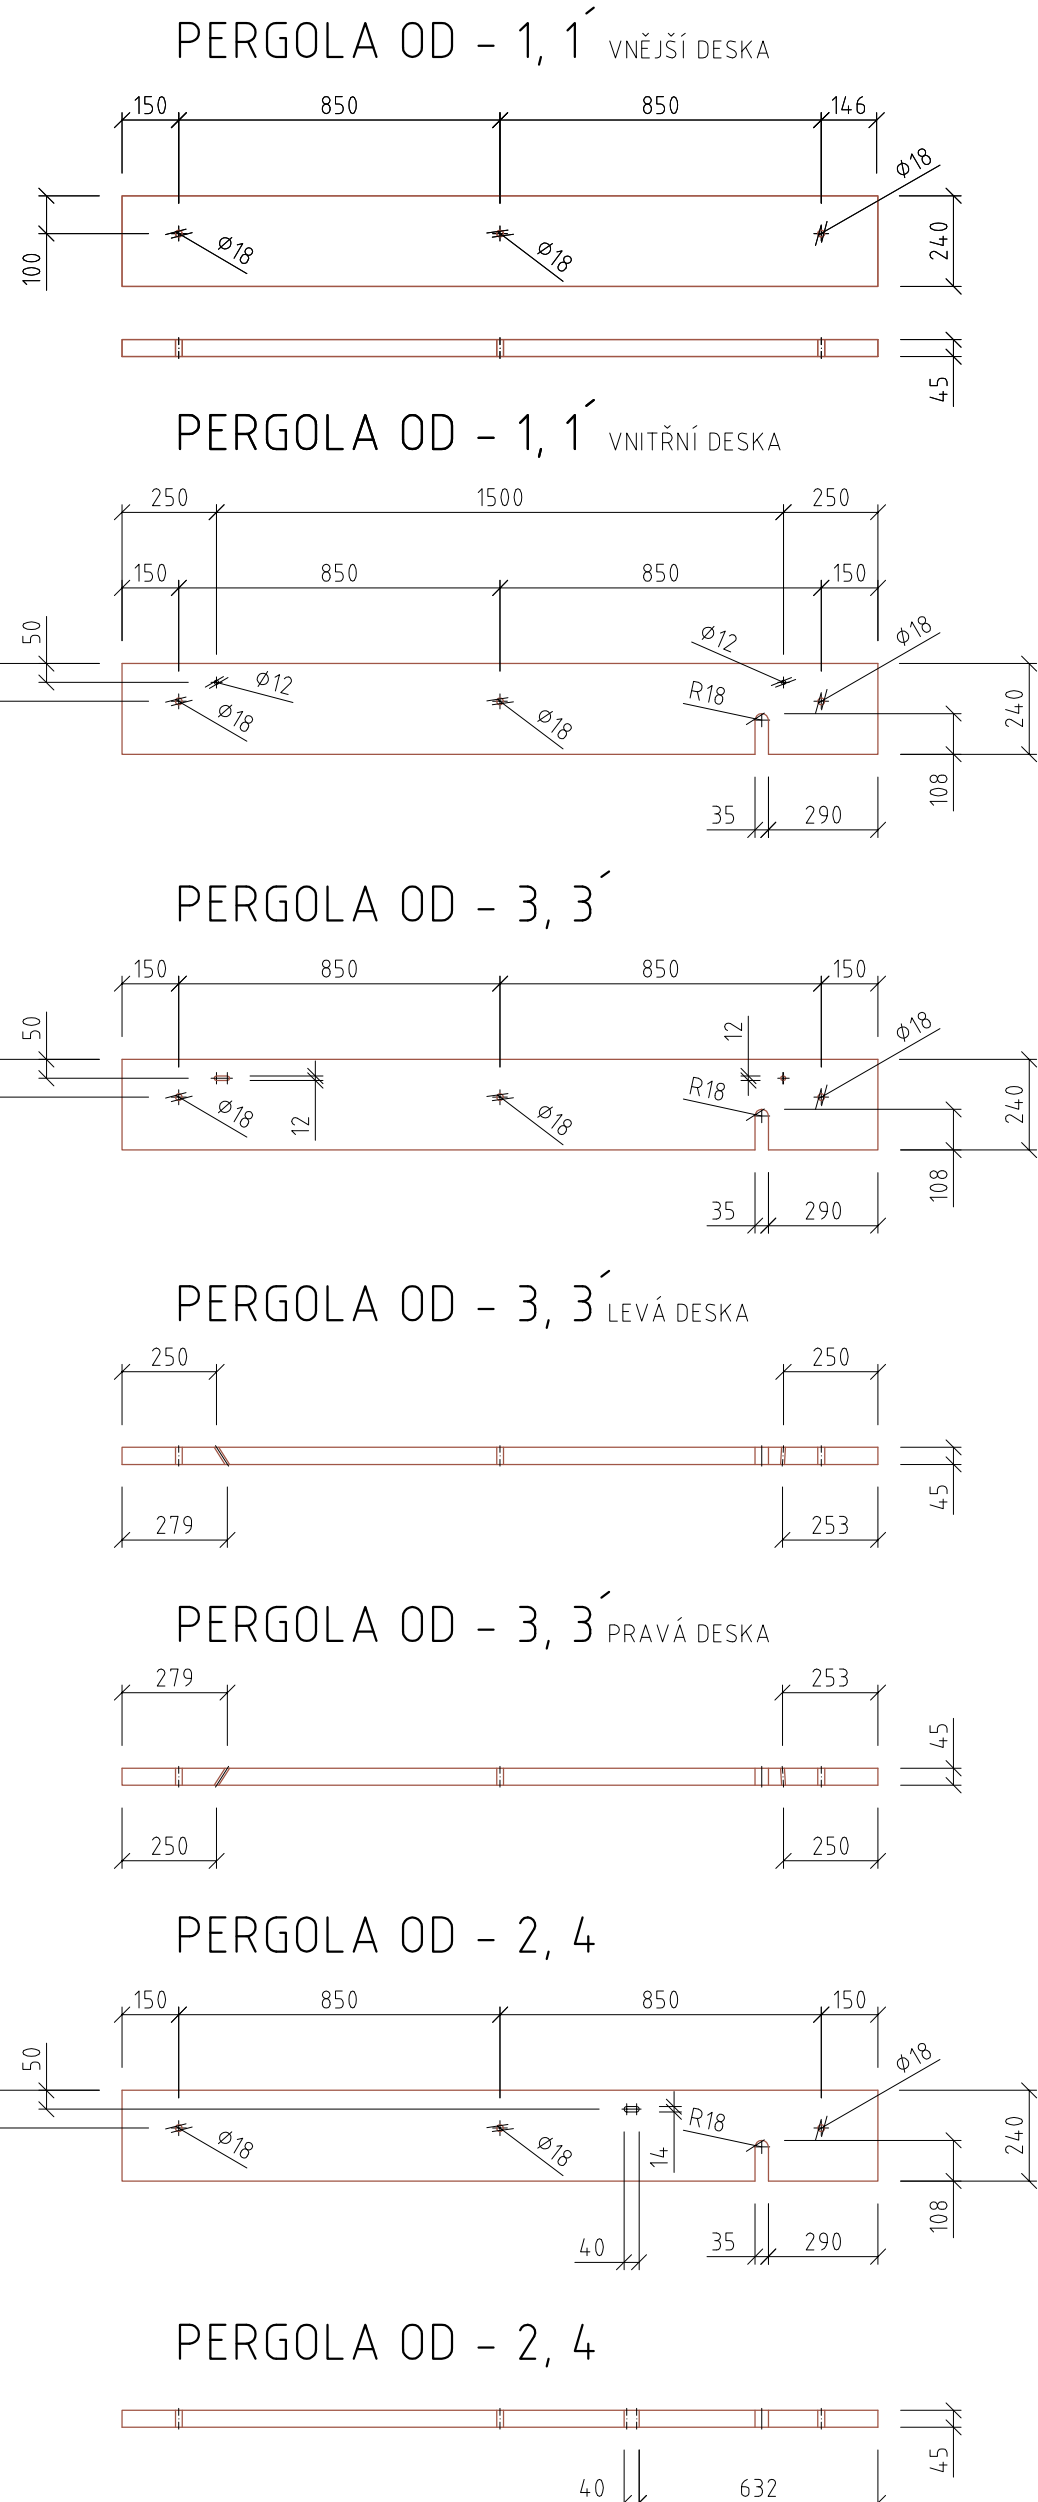 PERGOLA OD - 1, 1´ VNĚJŠÍ DESKA
150 850 850 146
ø18
100 ø18 ø18 240
45
PERGOLA OD - 1, 1´ VNITŘNÍ DESKA
250 1500 250
150 850 850 150
50 ø12 ø18
ø12 R18
ø18 ø18 240
108
35 290
PERGOLA OD - 3, 3´
150 850 850 150
50 12 ø18
R18
ø18 12 ø18 240
108
35 290
PERGOLA OD - 3, 3´ LEVÁ DESKA
250 250
45
279 253
PERGOLA OD - 3, 3´ PRAVÁ DESKA
279 253
45
250 250
PERGOLA OD - 2, 4
150 850 850 150
50 ø18
R18
ø18 ø18 14 240
108
40 35 290
PERGOLA OD - 2, 4
45
40 632